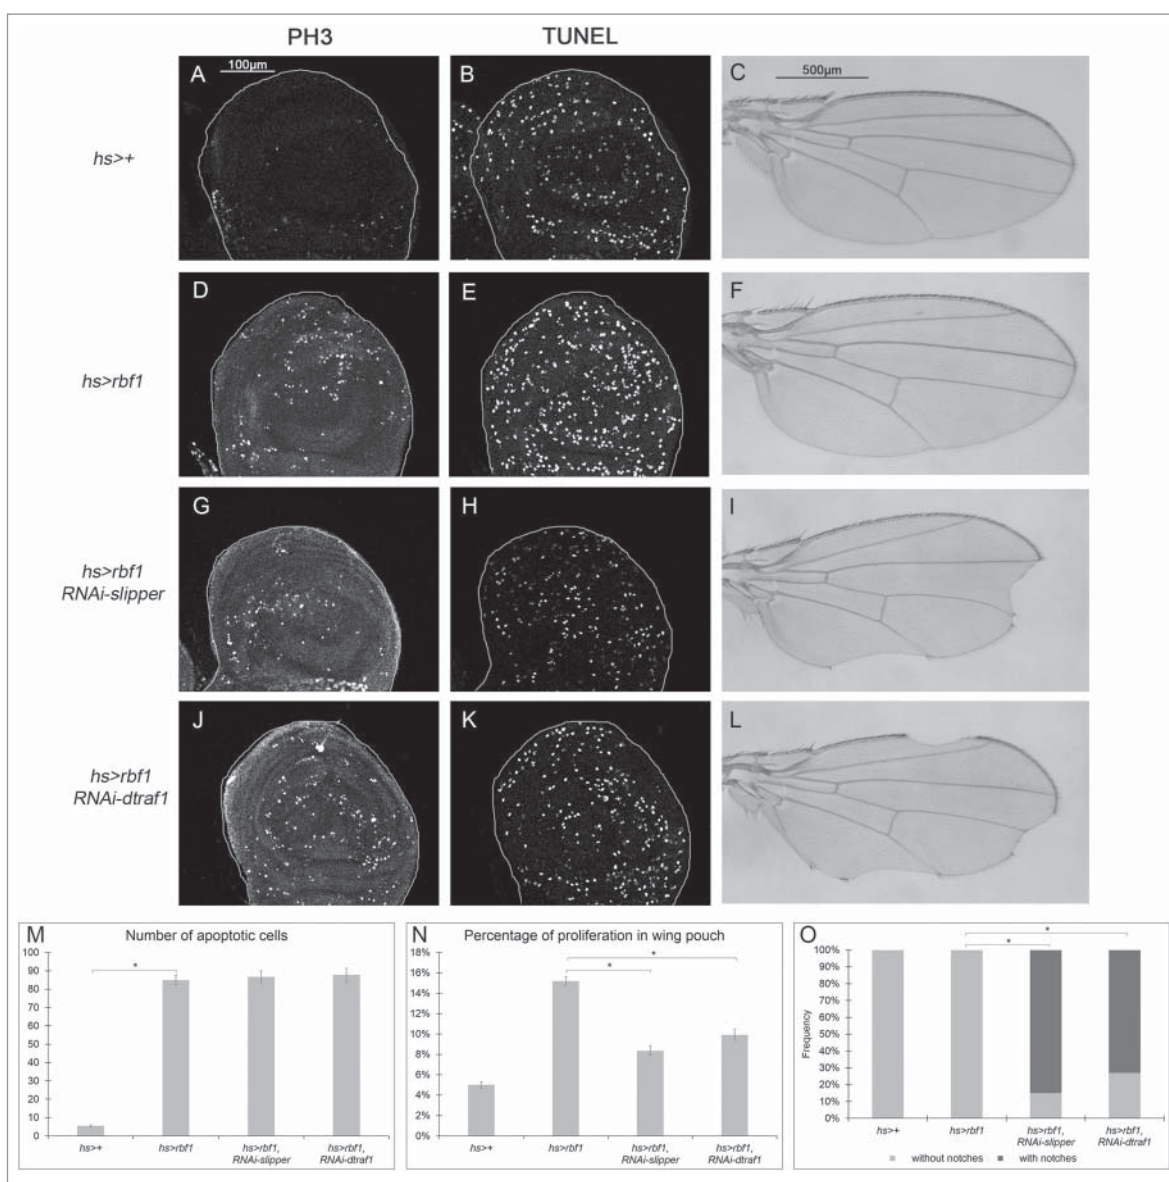 PH3 TUNEL
A 100µm B C 500µm
hs>+
D E F
hs>rbf1
G H I
hs>rbf1
RNAi-slipper
J K L
hs>rbf1
RNAi-dtraf1
M Number of apoptotic cells
100
90
80
70
60
50
40
30
20
10
0
*
hs>+ hs>rbf1 hs>rbf1, hs>rbf1,
RNAi-slipper RNAi-dtraf1
N Percentage of proliferation in wing pouch
18%
16%
14%
12%
10%
8%
6%
4%
2%
0%
*
*
hs>+ hs>rbf1 hs>rbf1, hs>rbf1,
RNAi-slipper RNAi-dtraf1
O
*
*
100%
90%
80%
70%
60%
50%
40%
30%
20%
10%
0%
Frequency
hs>+ hs>rbf1 hs>rbf1, hs>rbf1,
RNAi-slipper RNAi-dtraf1
without notches with notches